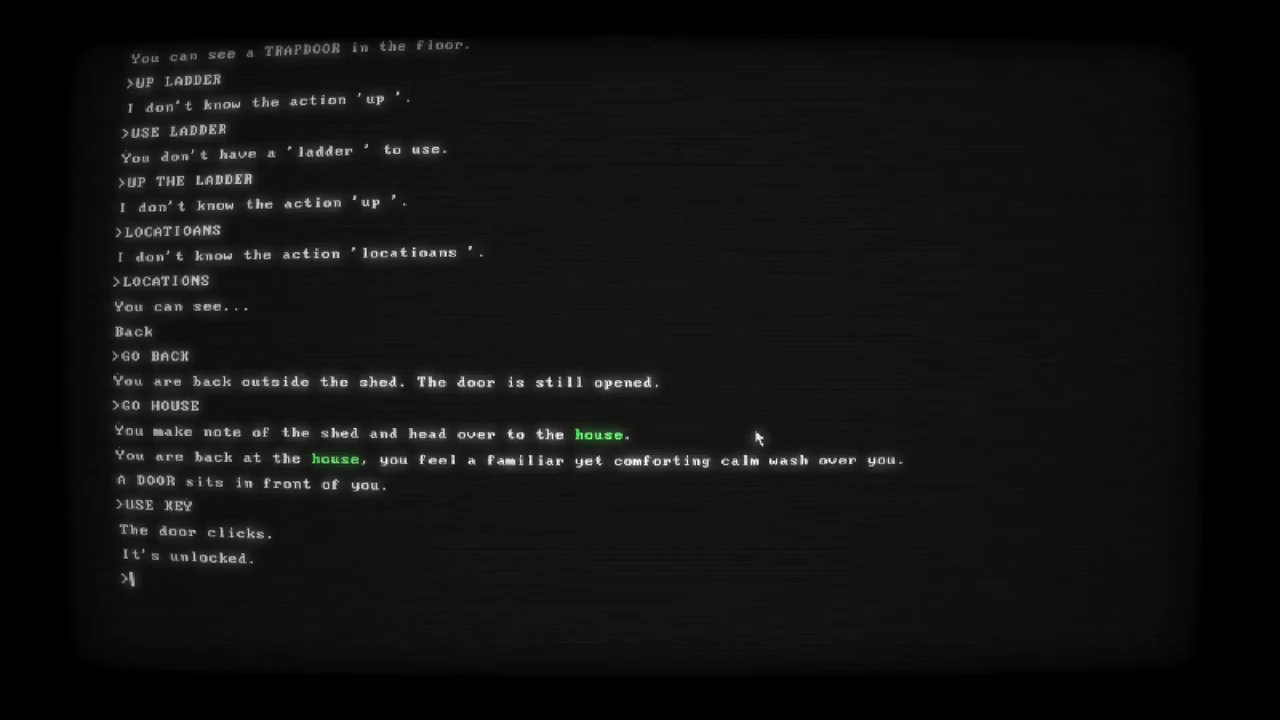 You can see a TRAPDOOR in the floor.
>UP LADDER
I don't know the action 'up '.
>USE LADDER
You don't have a 'ladder ' to use.
>UP THE LADDER
I don't know the action 'up '.
>LOCATIOANS
I don't know the action 'locatioans '.
>LOCATIONS
You can see...
Back
>GO BACK
You are back outside the shed. The door is still opened.
>GO HOUSE
You make note of the shed and head over to the house.
You are back at the house, you feel a familiar yet comforting calm wash over you.
A DOOR sits in front of you.
>USE KEY
The door clicks.
It's unlocked.
>